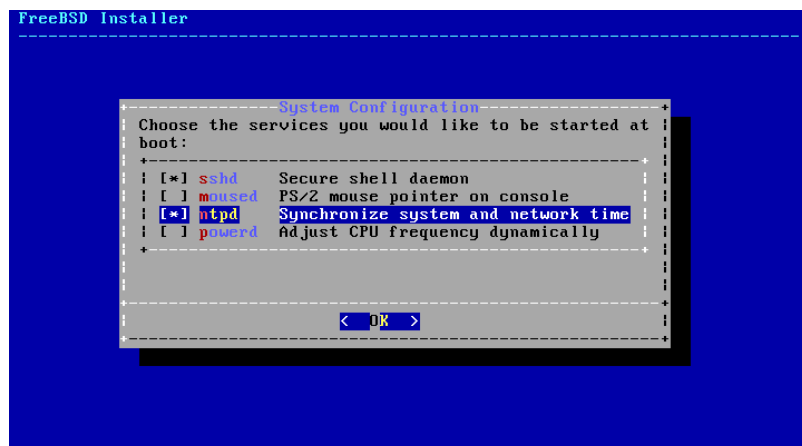 FreeBSD Installer
System Configuration
Choose the services you would like to be started at
boot:
[*] sshd Secure shell daemon
[ ] moused PS/2 mouse pointer on console
[*] ntpd Synchronize system and network time
[ ] powerd Adjust CPU frequency dynamically
< OK >